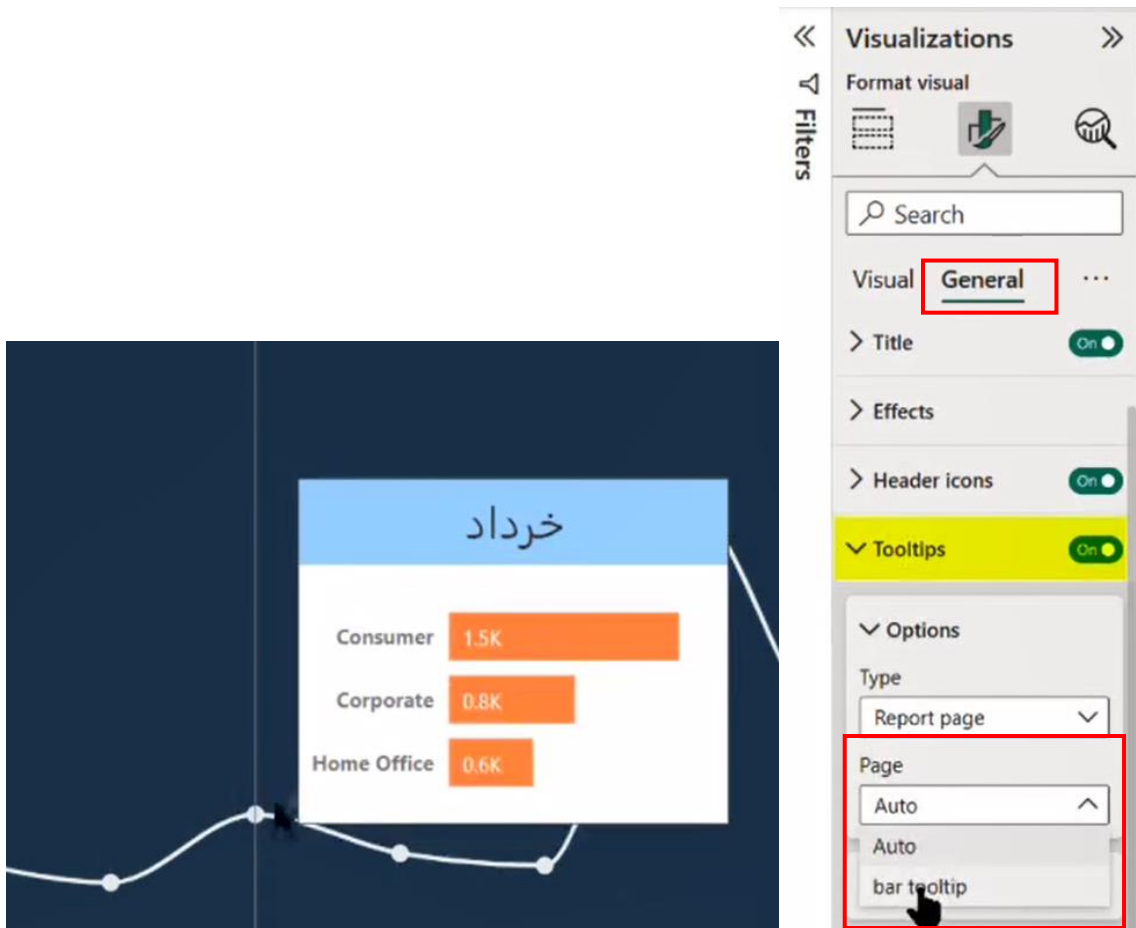 Visualizations
Format visual
Filters
Search
Visual General ...
Title On
Effects
Header icons On
Tooltips On
Options
Type
Report page
Page
Auto
Auto
bar tooltip
خرداد
Consumer 1.5K
Corporate 0.8K
Home Office 0.6K